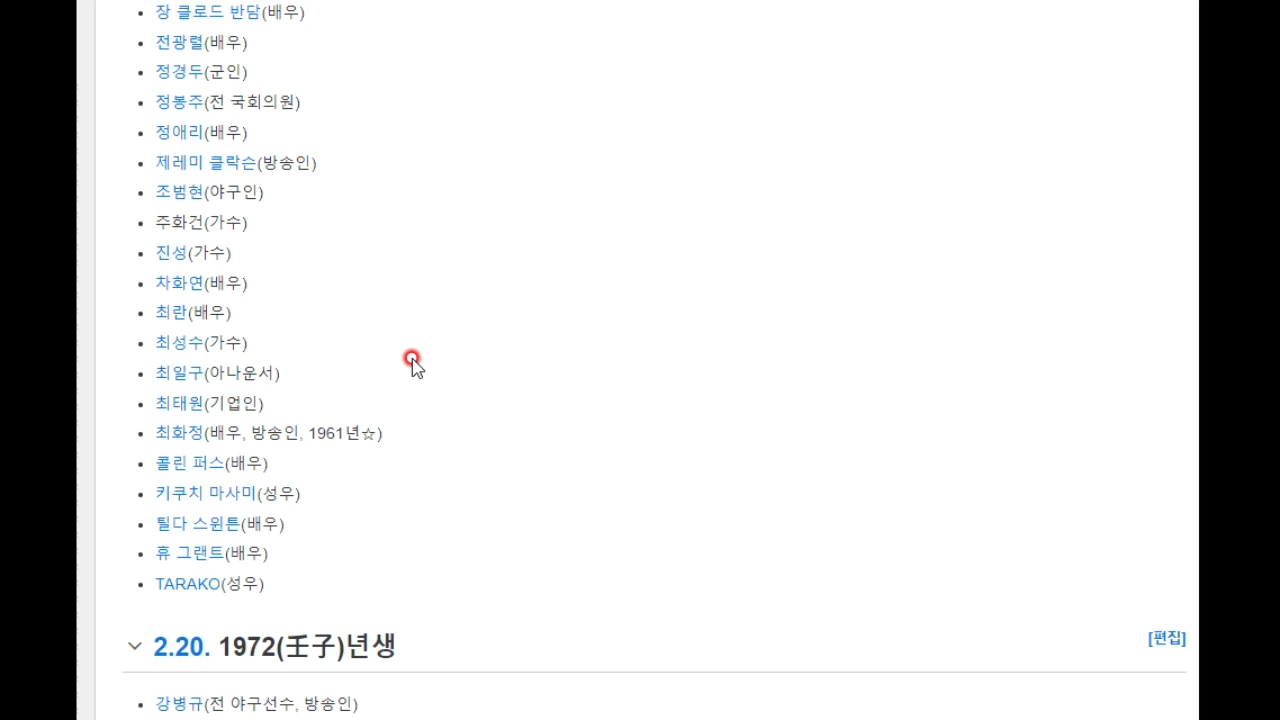 장 클로드 반담(배우)
전광렬(배우)
정경두(군인)
정봉주(전 국회의원)
정애리(배우)
제레미 클락슨(방송인)
조범현(야구인)
주화건(가수)
진성(가수)
차화연(배우)
최란(배우)
최성수(가수)
최일구(아나운서)
최태원(기업인)
최화정(배우, 방송인, 1961년☆)
콜린 퍼스(배우)
키쿠치 마사미(성우)
틸다 스윈튼(배우)
휴 그랜트(배우)
TARAKO(성우)
2.20. 1972(壬子)년생 [편집]
강병규(전 야구선수, 방송인)